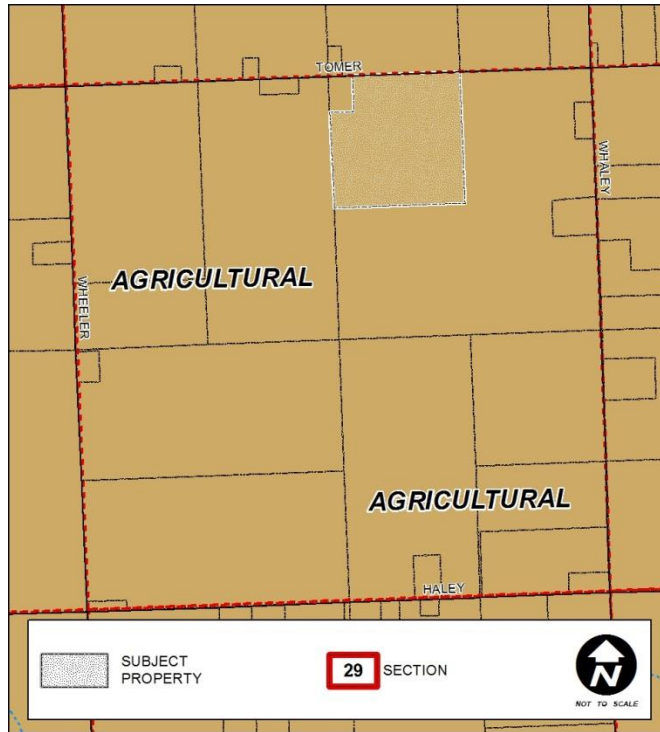 TOMER
WHALEY
AGRICULTURAL
WHEELER
AGRICULTURAL
HALEY
SUBJECT
PROPERTY
29 SECTION
N
NOT TO SCALE